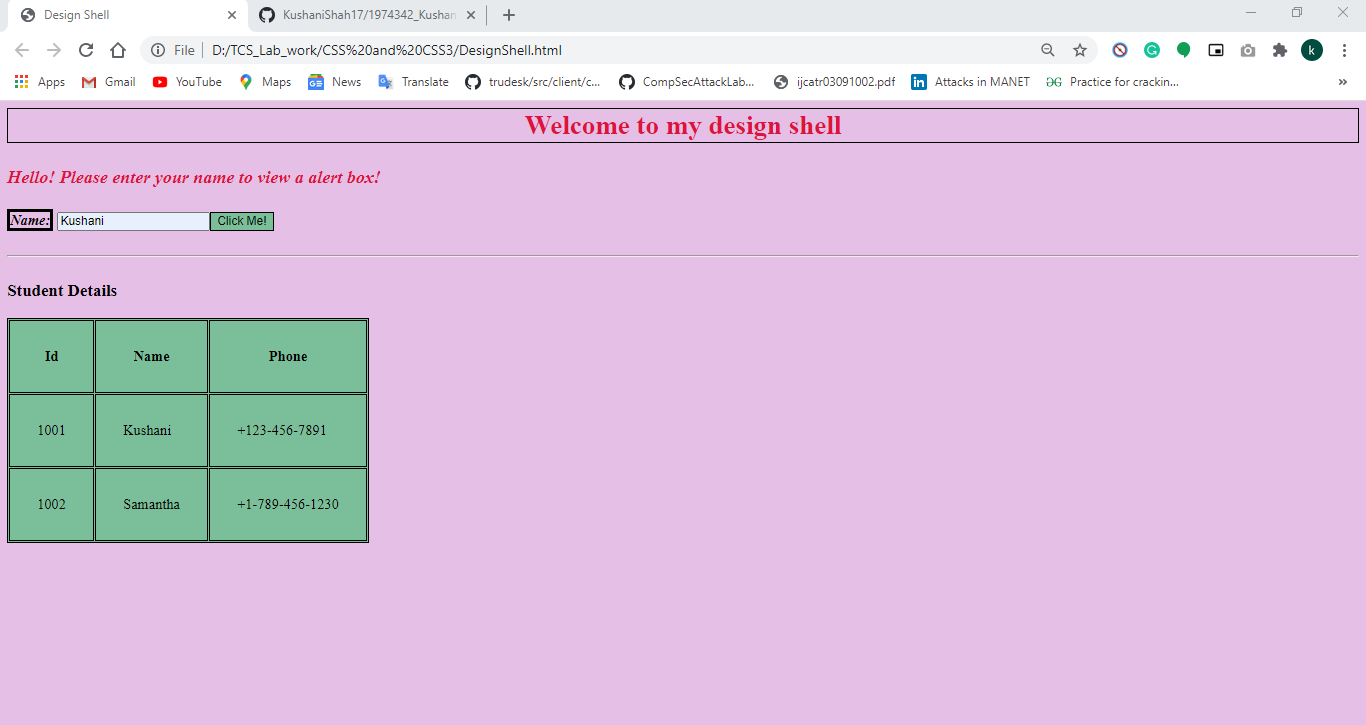 Design Shell
KushaniShah17/1974342_Kushan
File
D:/TCS_Lab_work/CSS%20and%20CSS3/DesignShell.html
k
Apps Gmail YouTube Maps News Translate trudesk/src/client/c... CompSecAttackLab... ijcatr03091002.pdf Attacks in MANET Practice for crackin... »
Welcome to my design shell
Hello! Please enter your name to view a alert box!
Name: Kushani Click Me!
Student Details
Id Name Phone
1001 Kushani +123-456-7891
1002 Samantha +1-789-456-1230